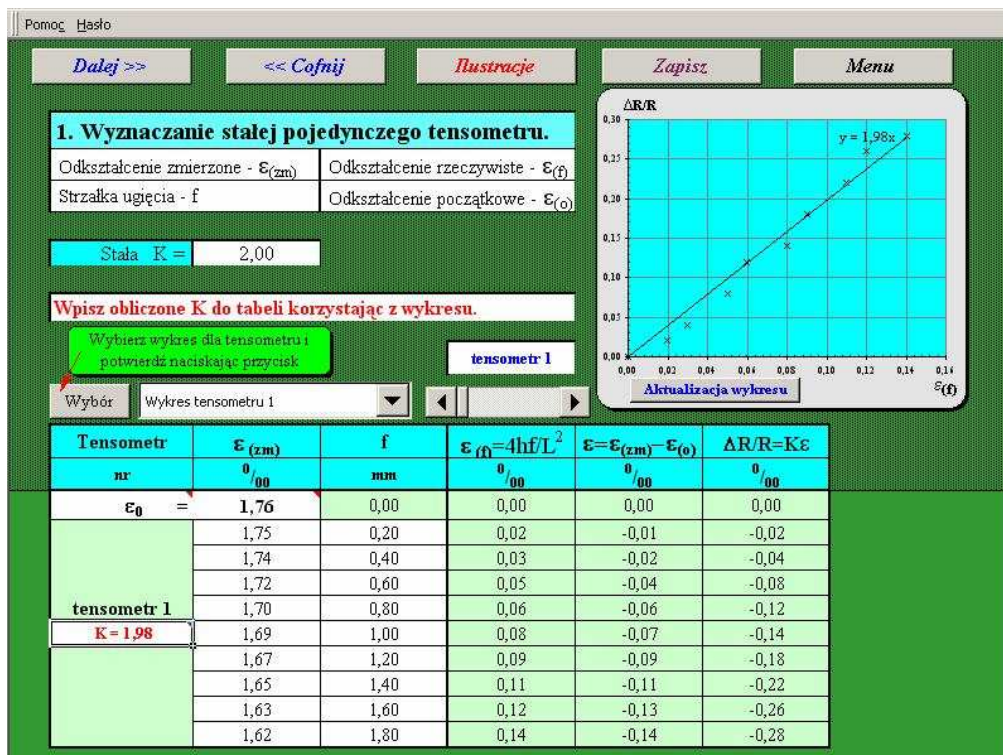 Pomoc Hasło
Dalej >> << Cofnij Ilustracje Zapisz Menu
1. Wyznaczanie stałej pojedynczego tensometru.
Odkształcenie zmierzone - ε(zm) Odkształcenie rzeczywiste - ε(f)
Strzałka ugięcia - f Odkształcenie początkowe - ε(o)
Stała K = 2,00
Wpisz obliczone K do tabeli korzystając z wykresu.
Wybierz wykres dla tensometru i
potwierdź naciskając przycisk
tensometr 1
Wybór Wykres tensometru 1
ΔR/R
0,30
0,25
0,20
0,15
0,10
0,05
0,00
y = 1,98x
0,00 0,02 0,04 0,06 0,08 0,10 0,12 0,14 0,16
Aktualizacja wykresu ε(f)
Tensometr ε(zm) f ε(f)=4hf/L² ε=ε(zm)−ε(o) ΔR/R=Kε
nr 0/00 mm 0/00 0/00 0/00
ε0 = 1,76 0,00 0,00 0,00 0,00
1,75 0,20 0,02 -0,01 -0,02
1,74 0,40 0,03 -0,02 -0,04
1,72 0,60 0,05 -0,04 -0,08
tensometr 1 1,70 0,80 0,06 -0,06 -0,12
K = 1,98 1,69 1,00 0,08 -0,07 -0,14
1,67 1,20 0,09 -0,09 -0,18
1,65 1,40 0,11 -0,11 -0,22
1,63 1,60 0,12 -0,13 -0,26
1,62 1,80 0,14 -0,14 -0,28